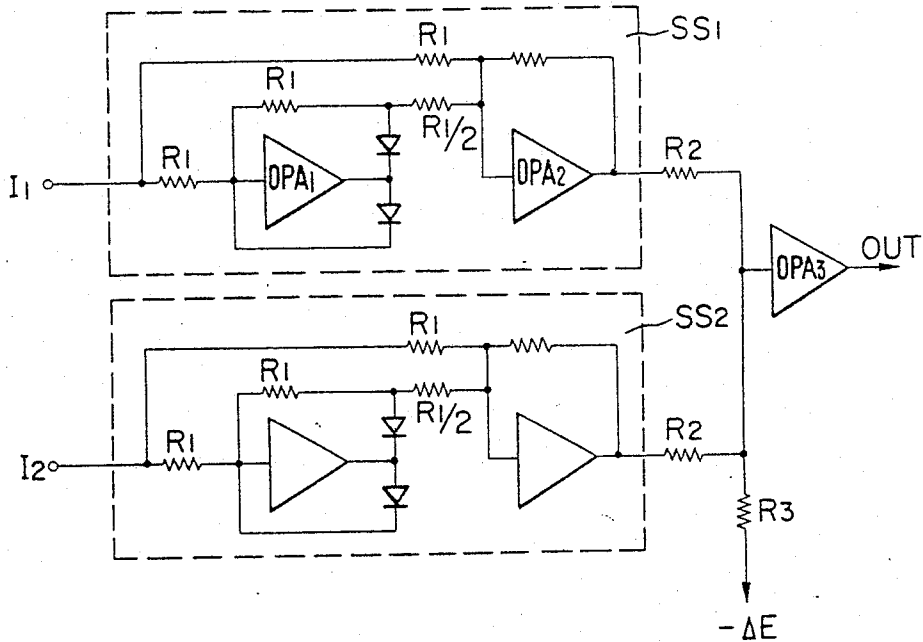 SS1
R1
R1
R1/2
R1
OPA1
OPA2
R2
I1
OPA3
OUT
SS2
R1
R1
R1/2
R1
R2
I2
R3
-ΔE